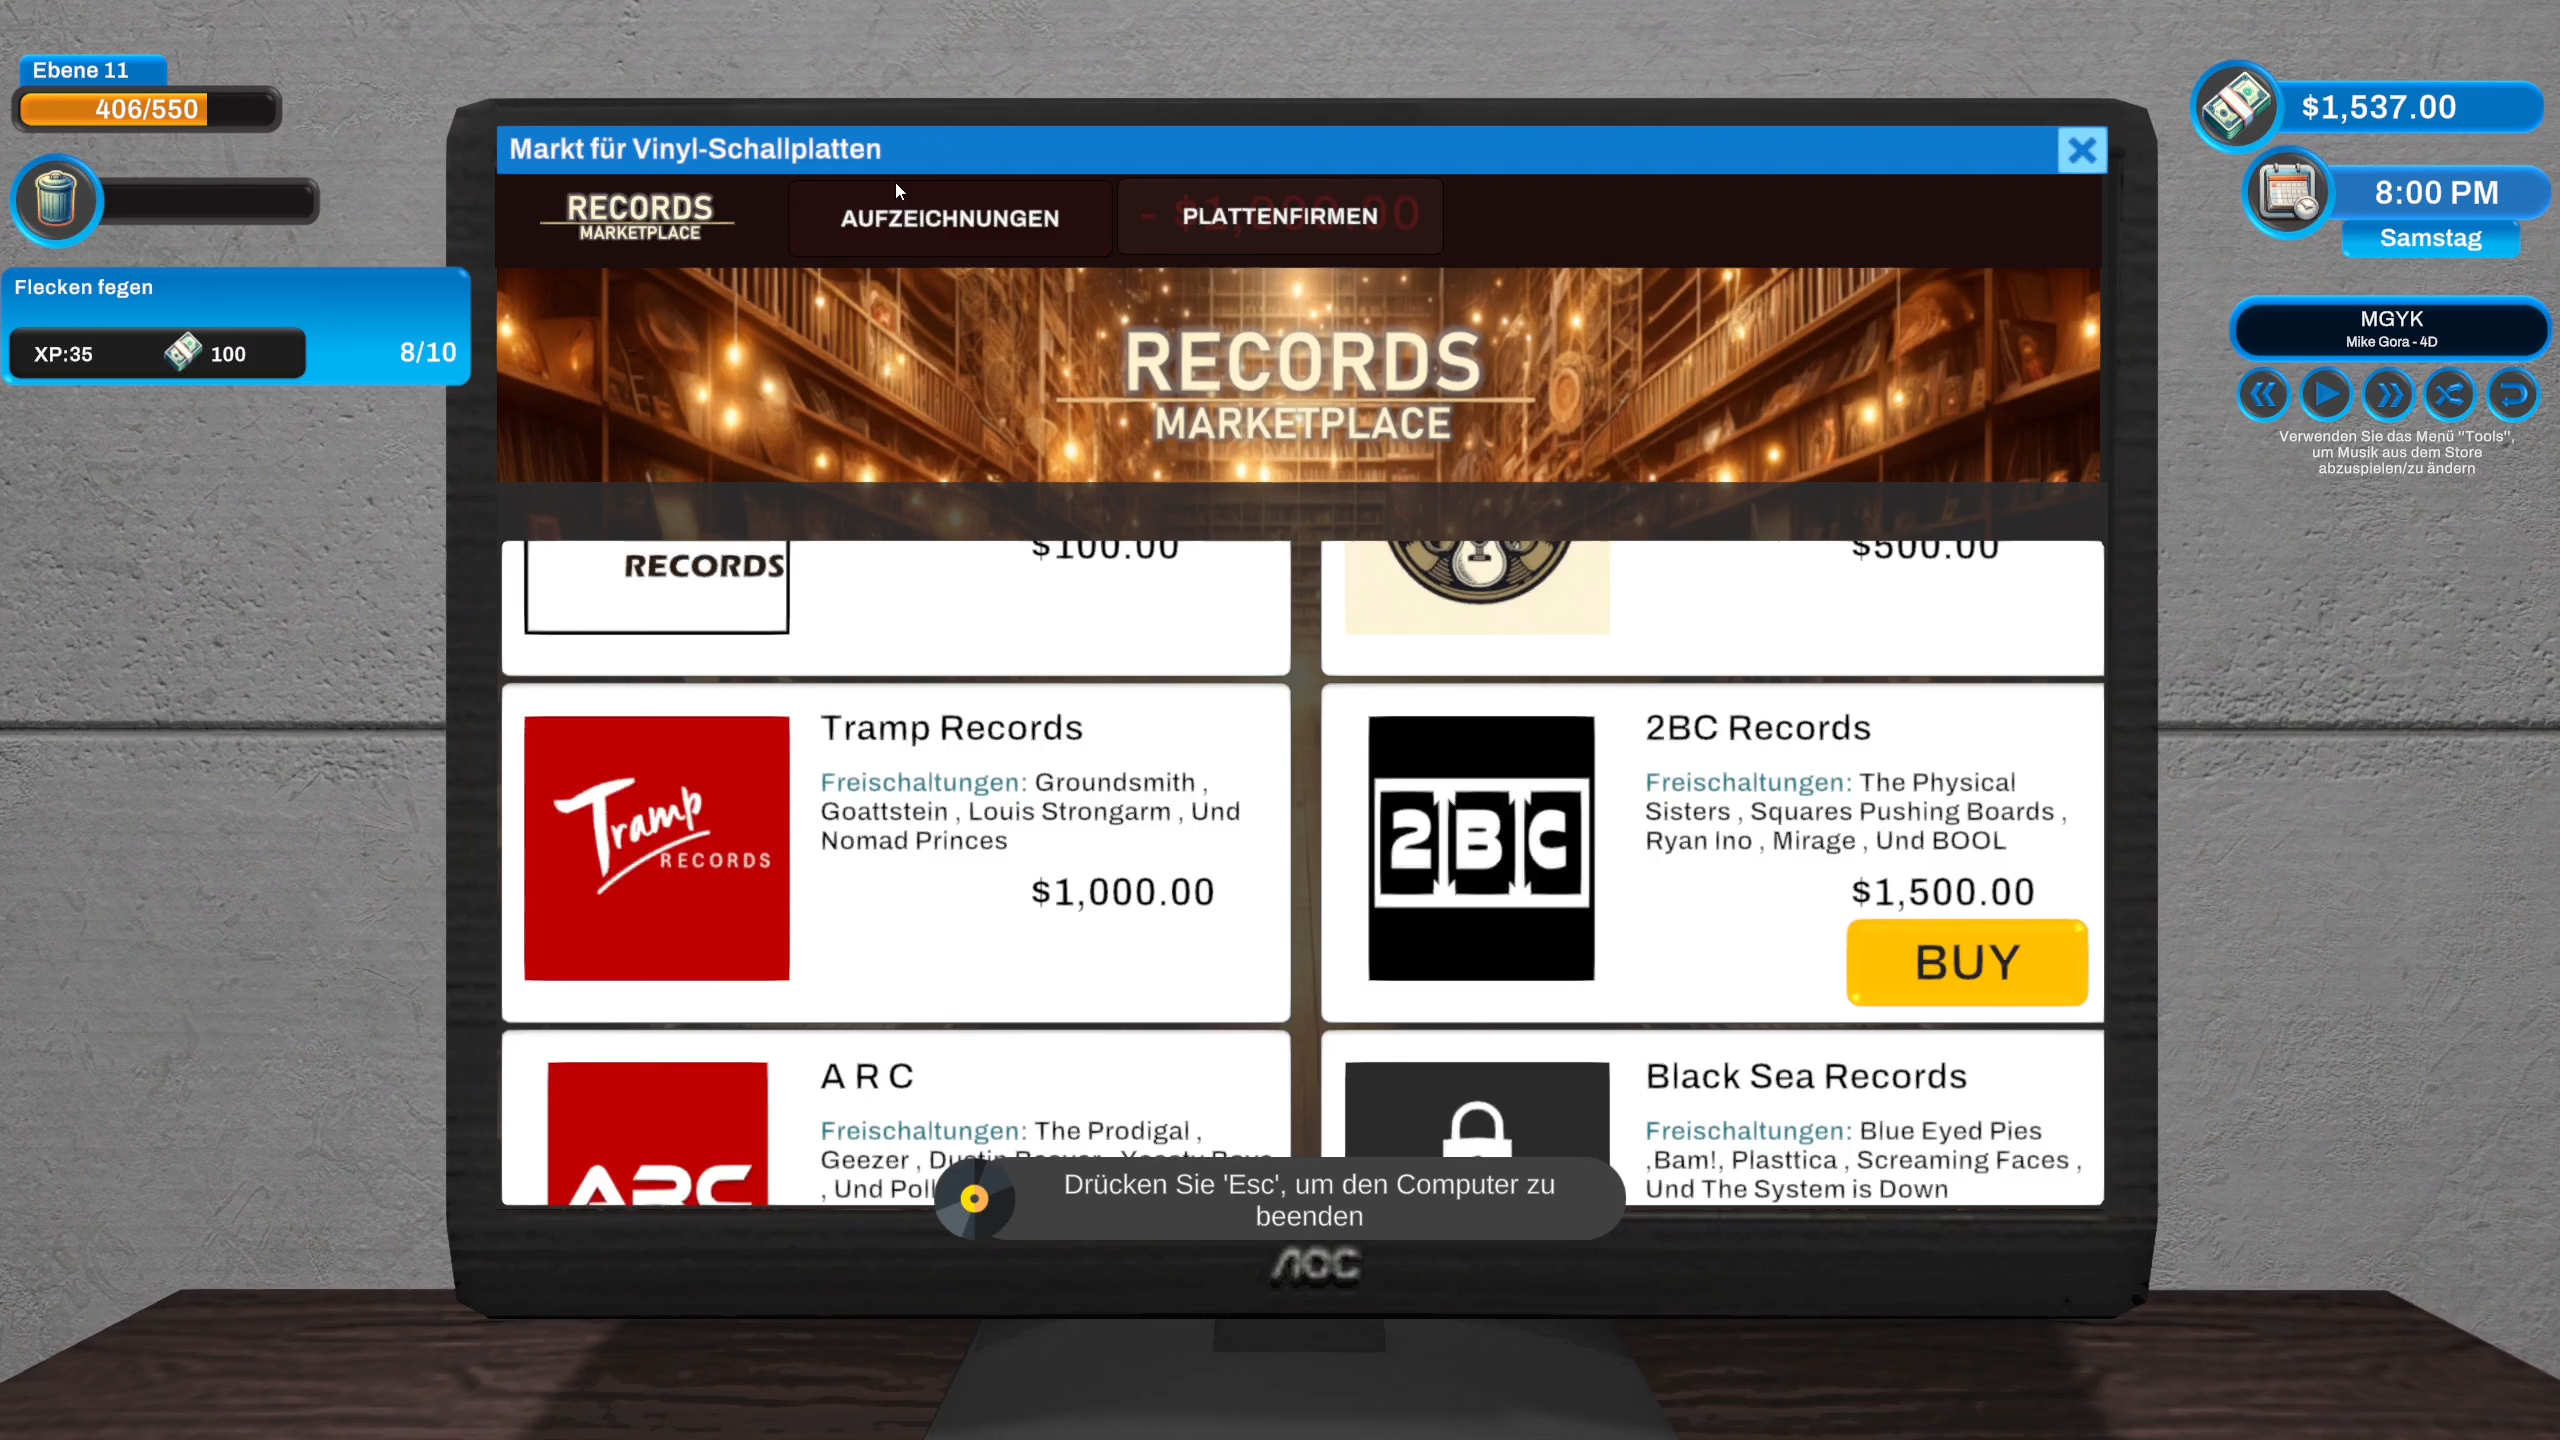 Ebene 11
406/550
Flecken fegen
XP:35
100
8/10
$1,537.00
8:00 PM
Samstag
MGYK
Mike Gora - 4D
Verwenden Sie das Menü "Tools",
um Musik aus dem Store
abzuspielen/zu ändern
Markt für Vinyl-Schallplatten
RECORDS
MARKETPLACE
AUFZEICHNUNGEN
PLATTENFIRMEN
RECORDS
MARKETPLACE
RECORDS
$100.00
$500.00
Tramp
RECORDS
Tramp Records
Freischaltungen: Groundsmith ,
Goattstein , Louis Strongarm , Und
Nomad Princes
$1,000.00
2BC
2BC Records
Freischaltungen: The Physical
Sisters , Squares Pushing Boards ,
Ryan Ino , Mirage , Und BOOL
$1,500.00
BUY
ARC
A R C
Freischaltungen: The Prodigal ,
Geezer ,
, Und
Black Sea Records
Freischaltungen: Blue Eyed Pies
,Bam!, Plasttica , Screaming Faces ,
Und The System is Down
Drücken Sie 'Esc', um den Computer zu
beenden
AOC